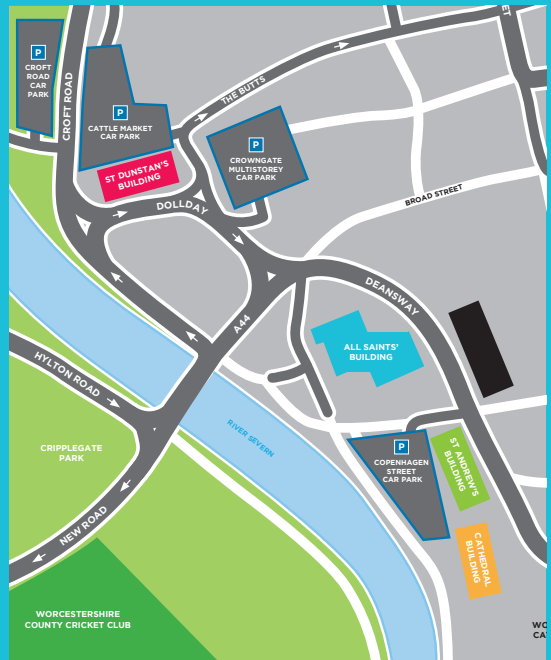 P
CROFT
ROAD
CAR
PARK
CROFT ROAD
P
CATTLE MARKET
CAR PARK
THE BUTTS
ST DUNSTAN'S
BUILDING
P
CROWNGATE
MULTISTOREY
CAR PARK
DOLLDAY
BROAD STREET
DEANSWAY
A44
ALL SAINTS'
BUILDING
HYLTON ROAD
RIVER SEVERN
CRIPPLEGATE
PARK
P
COPENHAGEN
STREET
CAR PARK
ST ANDREW'S
BUILDING
NEW ROAD
CATHEDRAL
BUILDING
WORCESTERSHIRE
COUNTY CRICKET CLUB